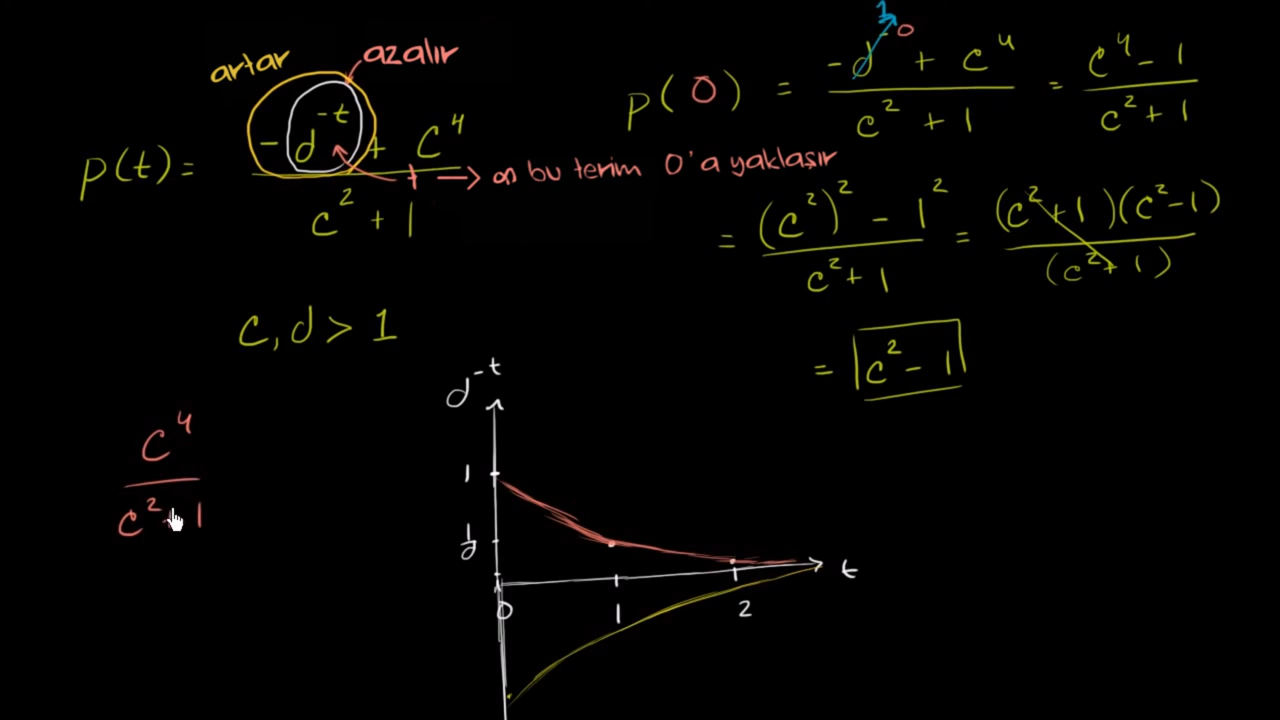 artar
azalır
p(t) = (-d^-t + c^4) / (c^2 + 1)
t → ∞ bu terim 0'a yaklaşır
c, d > 1
p(0) = (-d^-0 + c^4) / (c^2 + 1) = (c^4 - 1) / (c^2 + 1)
1
= ((c^2)^2 - 1^2) / (c^2 + 1) = (c^2 + 1)(c^2 - 1) / (c^2 + 1)
= c^2 - 1
c^4 / (c^2 + 1)
d^-t
1
1/d
0 1 2
t